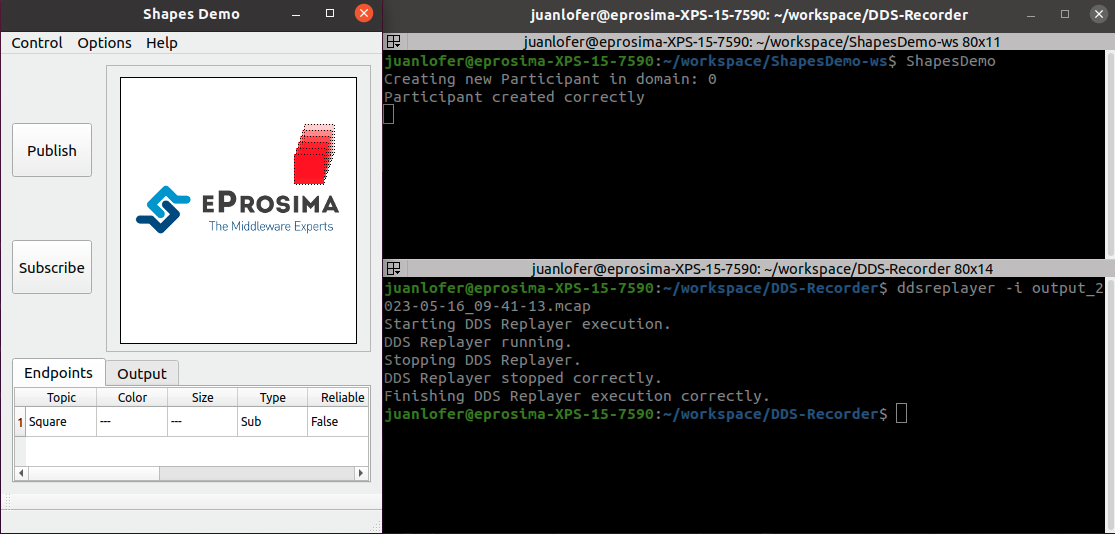 Shapes Demo
Control Options Help
Publish
Subscribe
EPROSIMA
The Middleware Experts
Endpoints Output
Topic Color Size Type Reliable
1 Square --- --- Sub False
juanlofer@eprosima-XPS-15-7590: ~/workspace/DDS-Recorder
juanlofer@eprosima-XPS-15-7590: ~/workspace/ShapesDemo-ws 80x11
juanlofer@eprosima-XPS-15-7590:~/workspace/ShapesDemo-ws$ ShapesDemo
Creating new Participant in domain: 0
Participant created correctly
juanlofer@eprosima-XPS-15-7590: ~/workspace/DDS-Recorder 80x14
juanlofer@eprosima-XPS-15-7590:~/workspace/DDS-Recorder$ ddsreplayer -i output_2
023-05-16_09-41-13.mcap
Starting DDS Replayer execution.
DDS Replayer running.
Stopping DDS Replayer.
DDS Replayer stopped correctly.
Finishing DDS Replayer execution correctly.
juanlofer@eprosima-XPS-15-7590:~/workspace/DDS-Recorder$